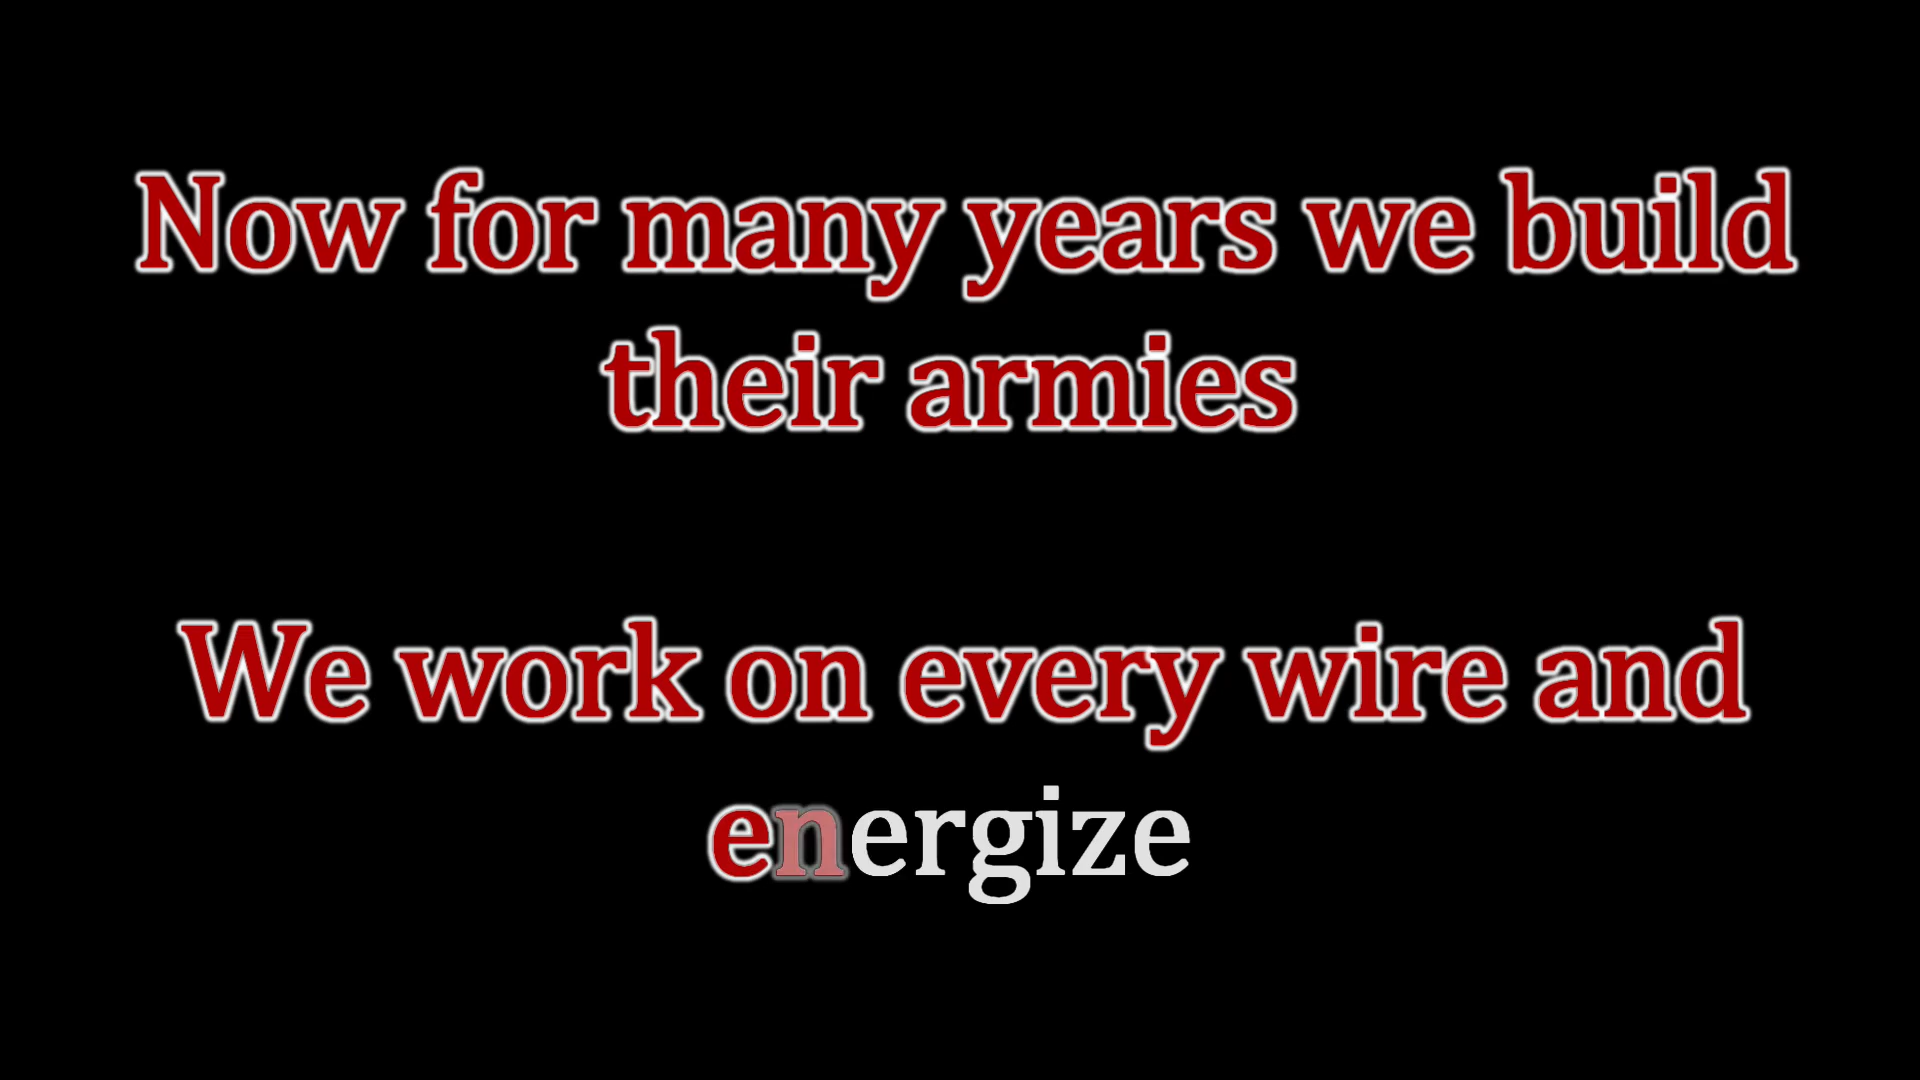 Now for many years we build
their armies
We work on every wire and
energize